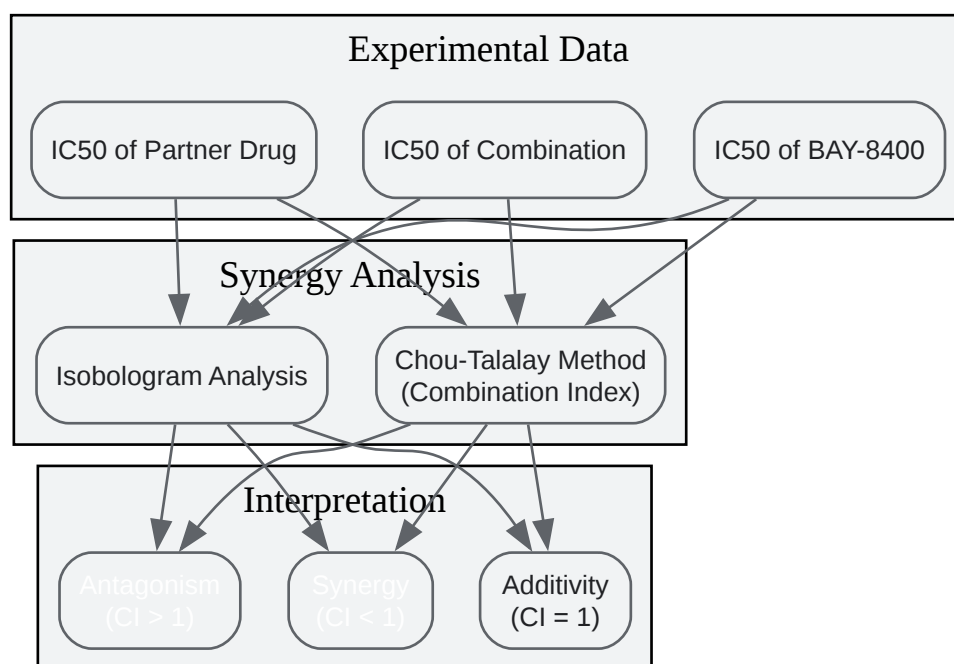 Experimental Data
IC50 of Partner Drug
IC50 of Combination
IC50 of BAY-8400
Synergy Analysis
Isobologram Analysis
Chou-Talalay Method
(Combination Index)
Interpretation
Antagonism
(CI > 1)
Synergy
(CI < 1)
Additivity
(CI = 1)